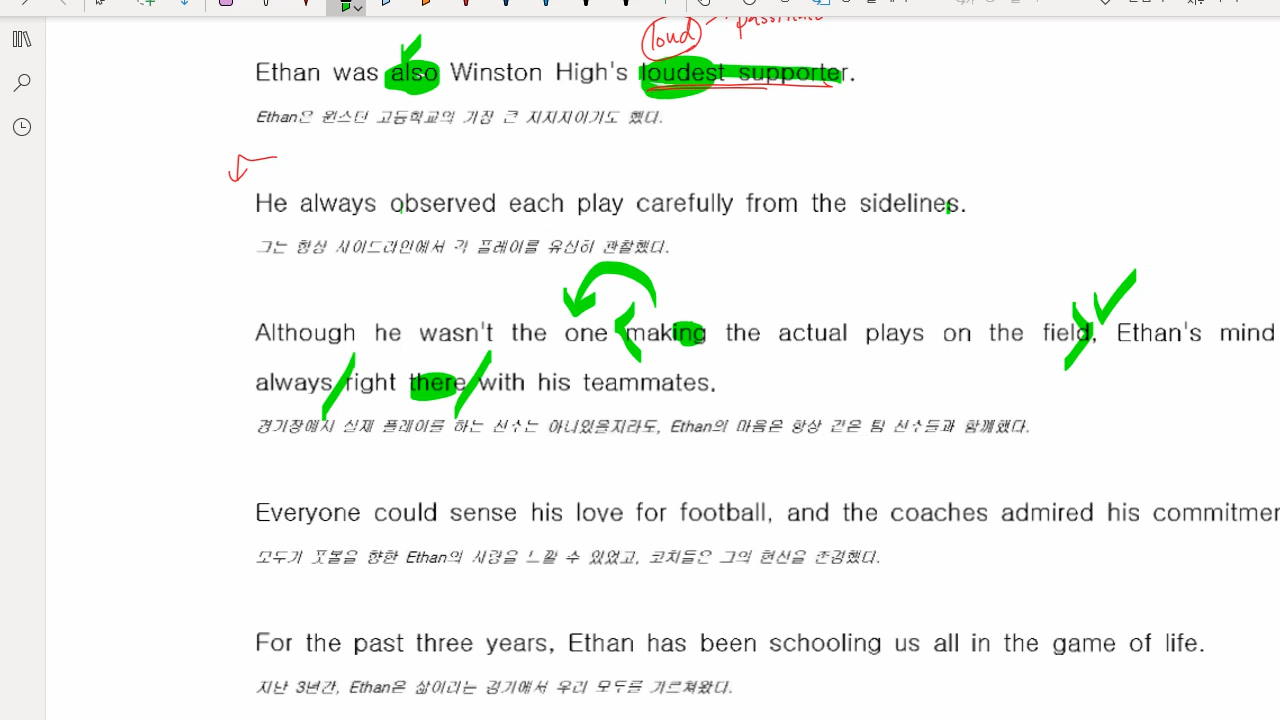 loud
Ethan was also Winston High's loudest supporter.
Ethan은 윈스턴 고등학교의 가장 큰 지지자이기도 했다.
He always observed each play carefully from the sidelines.
그는 항상 사이드라인에서 각 플레이를 유심히 관찰했다.
Although he wasn't the one making the actual plays on the field, Ethan's mind
always right there with his teammates.
경기장에서 실제 플레이를 하는 선수는 아니었을지라도, Ethan의 마음은 항상 같은 팀 선수들과 함께했다.
Everyone could sense his love for football, and the coaches admired his commitmen
모두가 풋볼을 향한 Ethan의 사랑을 느낄 수 있었고, 코치들은 그의 헌신을 존경했다.
For the past three years, Ethan has been schooling us all in the game of life.
지난 3년간, Ethan은 삶이라는 경기에서 우리 모두를 가르쳐왔다.